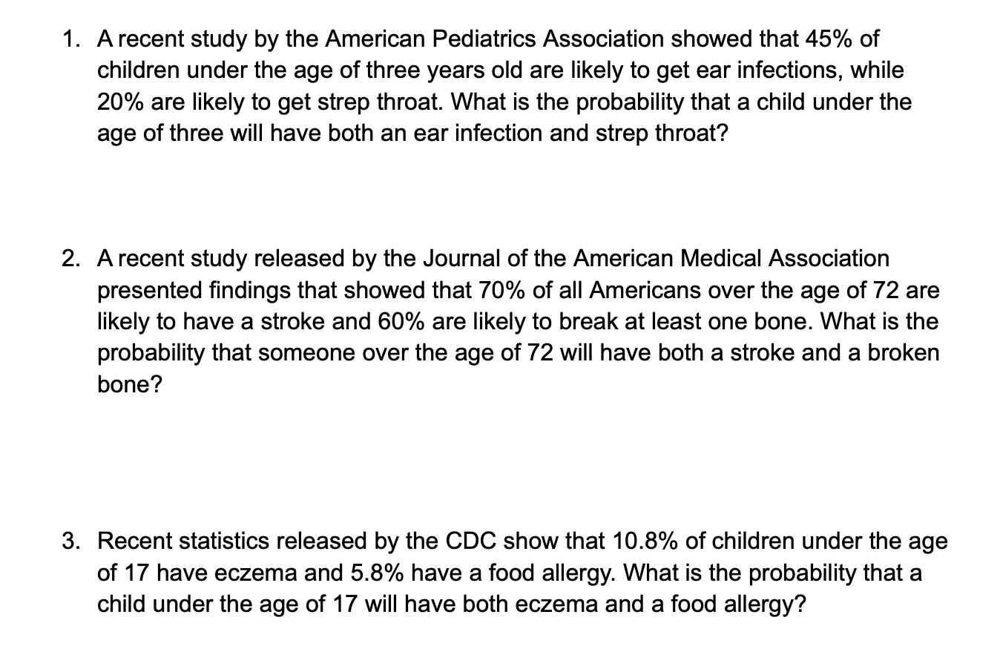 1. A recent study by the American Pediatrics Association showed that 45% of
children under the age of three years old are likely to get ear infections, while
20% are likely to get strep throat. What is the probability that a child under the
age of three will have both an ear infection and strep throat?
2. A recent study released by the Journal of the American Medical Association
presented findings that showed that 70% of all Americans over the age of 72 are
likely to have a stroke and 60% are likely to break at least one bone. What is the
probability that someone over the age of 72 will have both a stroke and a broken
bone?
3. Recent statistics released by the CDC show that 10.8% of children under the age
of 17 have eczema and 5.8% have a food allergy. What is the probability that a
child under the age of 17 will have both eczema and a food allergy?